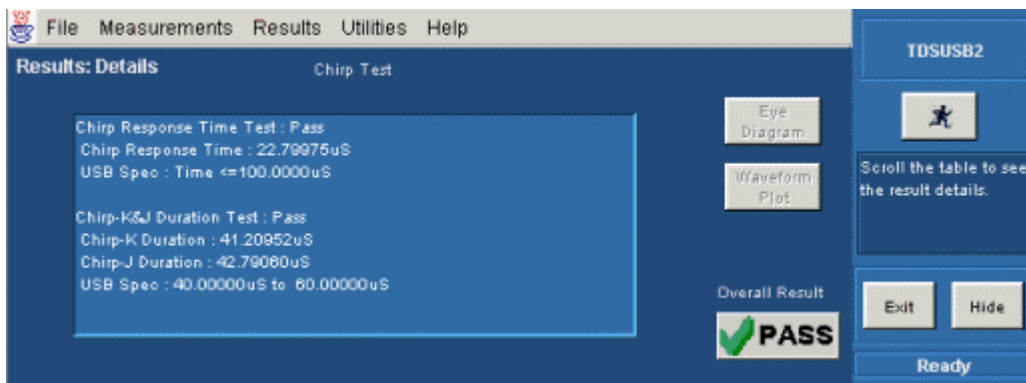 File Measurements Results Utilities Help
TDSUSB2
Results: Details
Chirp Test
Chirp Response Time Test : Pass
Chirp Response Time : 22.79975uS
USB Spec : Time <=100.0000uS
Chirp-K&J Duration Test : Pass
Chirp-K Duration : 41.20952uS
Chirp-J Duration : 42.79060uS
USB Spec : 40.00000uS to 60.00000uS
Eye
Diagram
Waveform
Plot
Scroll the table to see
the result details.
Overall Result
PASS
Exit
Hide
Ready